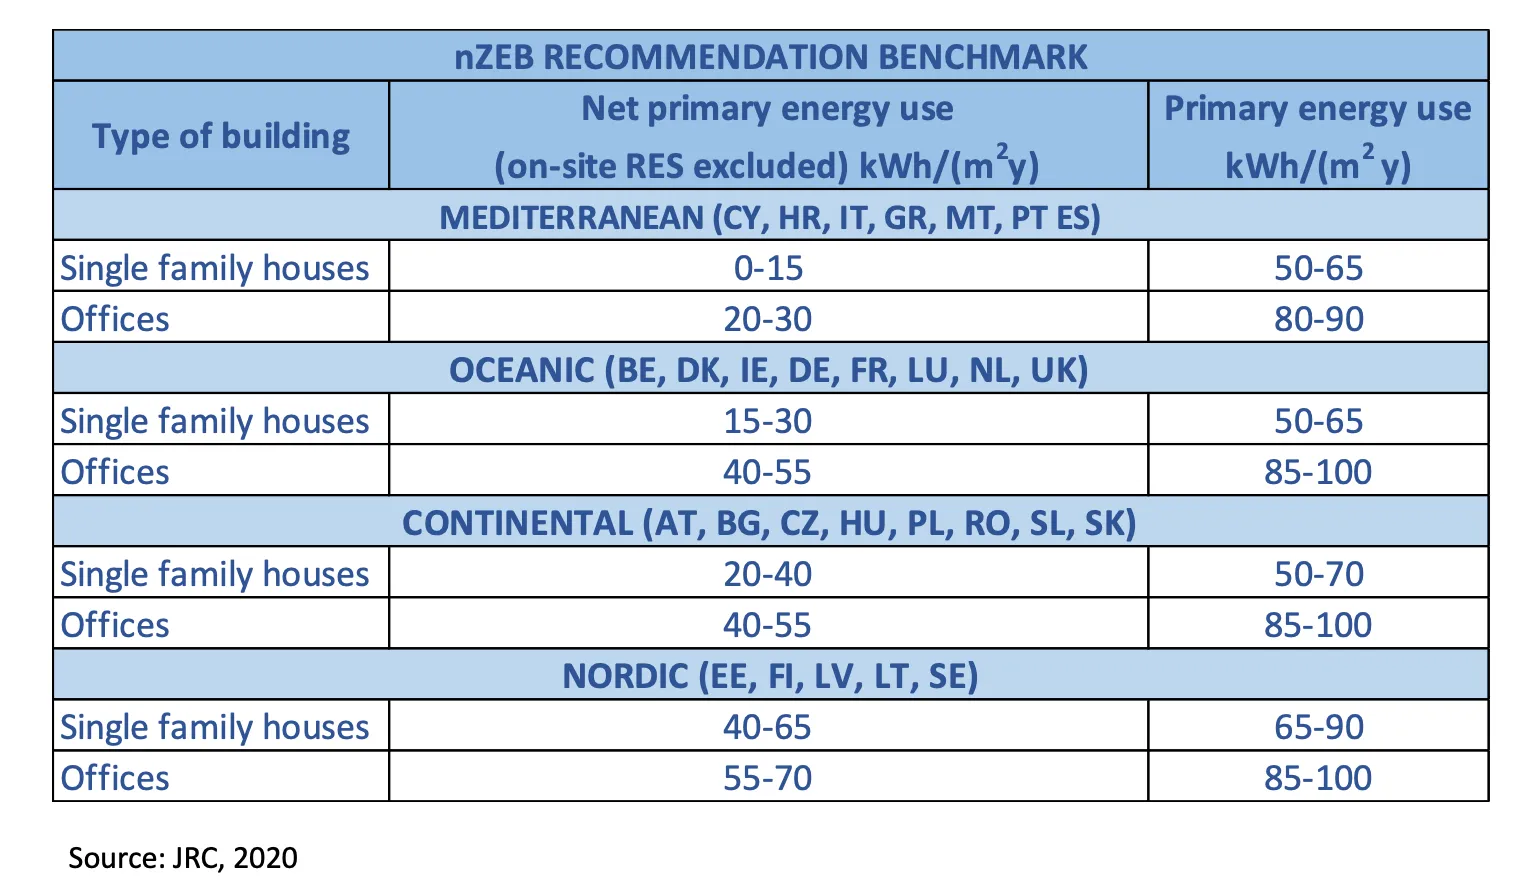 nZEB RECOMMENDATION BENCHMARK
Type of building
Net primary energy use
(on-site RES excluded) kWh/(m²y)
Primary energy use
kWh/(m² y)
MEDITERRANEAN (CY, HR, IT, GR, MT, PT ES)
Single family houses 0-15 50-65
Offices 20-30 80-90
OCEANIC (BE, DK, IE, DE, FR, LU, NL, UK)
Single family houses 15-30 50-65
Offices 40-55 85-100
CONTINENTAL (AT, BG, CZ, HU, PL, RO, SL, SK)
Single family houses 20-40 50-70
Offices 40-55 85-100
NORDIC (EE, FI, LV, LT, SE)
Single family houses 40-65 65-90
Offices 55-70 85-100
Source: JRC, 2020